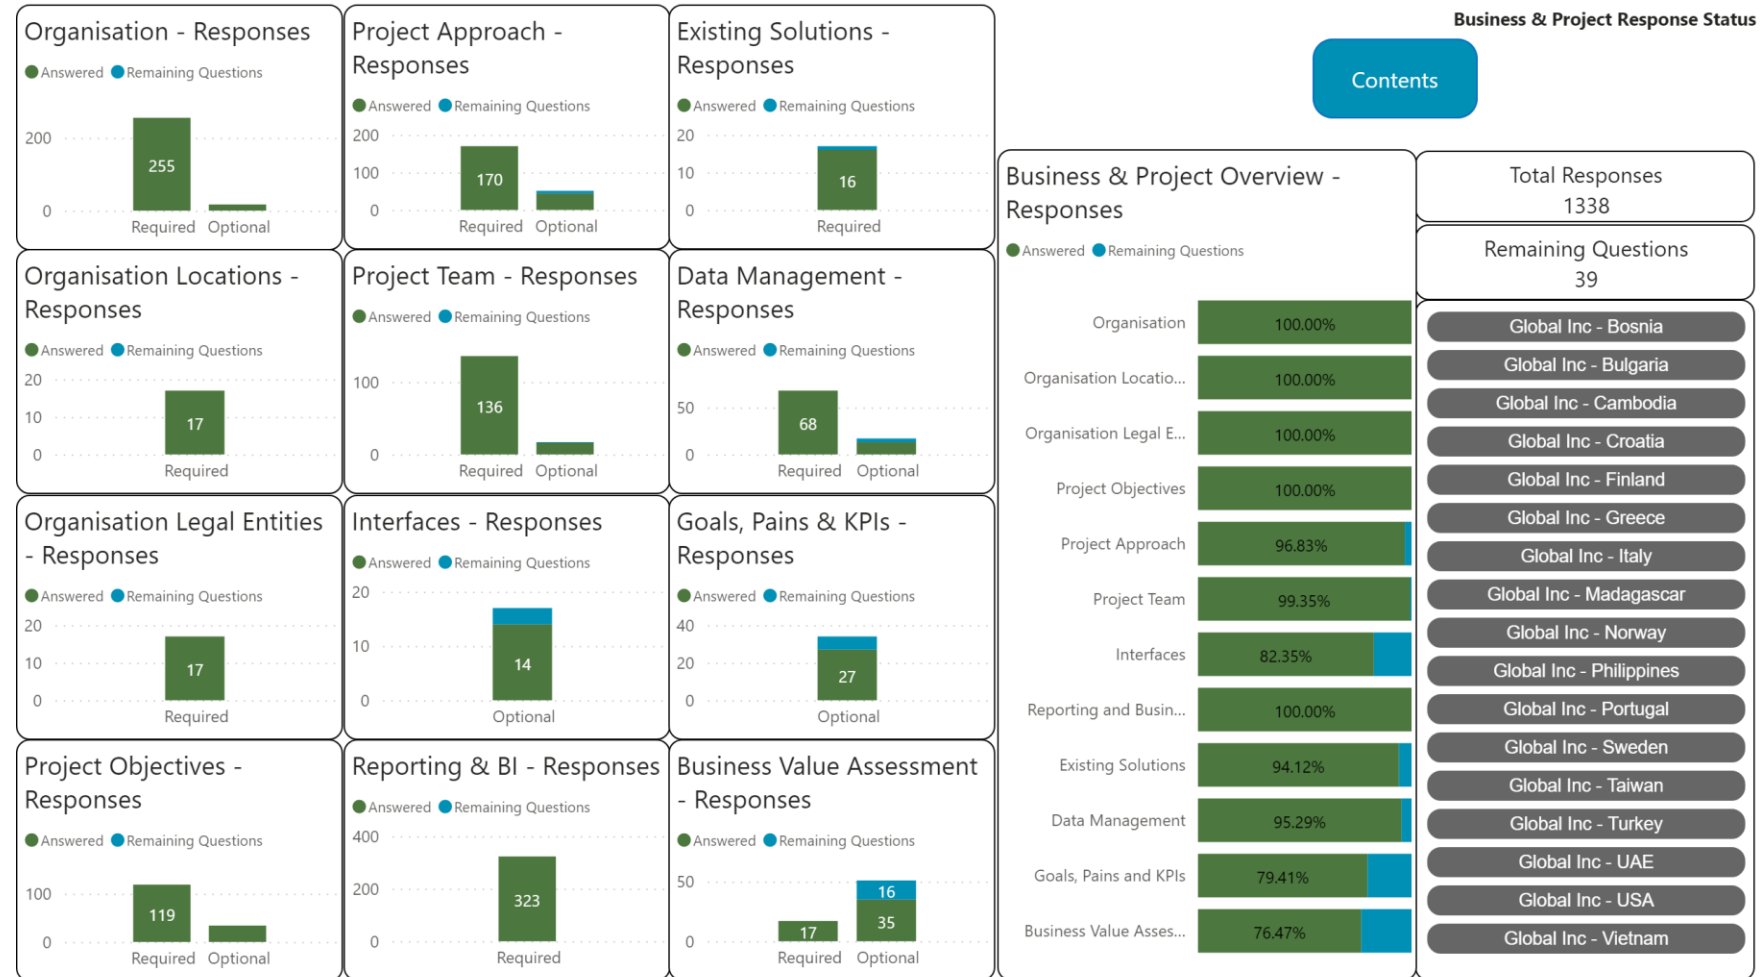 Business & Project Response Status
Contents
Organisation - Responses
Answered Remaining Questions
200
0
255
Required Optional
Project Approach -
Responses
Answered Remaining Questions
200
100
0
170
Required Optional
Existing Solutions -
Responses
Answered Remaining Questions
20
10
0
16
Required
Organisation Locations -
Responses
Answered Remaining Questions
20
10
0
17
Required
Project Team - Responses
Answered Remaining Questions
100
0
136
Required Optional
Data Management -
Responses
Answered Remaining Questions
50
0
68
Required Optional
Organisation Legal Entities
- Responses
Answered Remaining Questions
20
10
0
17
Required
Interfaces - Responses
Answered Remaining Questions
20
10
0
14
Optional
Goals, Pains & KPIs -
Responses
Answered Remaining Questions
40
20
0
27
Optional
Project Objectives -
Responses
Answered Remaining Questions
100
0
119
Required Optional
Reporting & BI - Responses
Answered Remaining Questions
400
200
0
323
Required
Business Value Assessment
- Responses
Answered Remaining Questions
50
0
17
16
35
Required Optional
Business & Project Overview -
Responses
Answered Remaining Questions
Organisation 100.00%
Organisation Locatio... 100.00%
Organisation Legal E... 100.00%
Project Objectives 100.00%
Project Approach 96.83%
Project Team 99.35%
Interfaces 82.35%
Reporting and Busin... 100.00%
Existing Solutions 94.12%
Data Management 95.29%
Goals, Pains and KPIs 79.41%
Business Value Asses... 76.47%
Total Responses
1338
Remaining Questions
39
Global Inc - Bosnia
Global Inc - Bulgaria
Global Inc - Cambodia
Global Inc - Croatia
Global Inc - Finland
Global Inc - Greece
Global Inc - Italy
Global Inc - Madagascar
Global Inc - Norway
Global Inc - Philippines
Global Inc - Portugal
Global Inc - Sweden
Global Inc - Taiwan
Global Inc - Turkey
Global Inc - UAE
Global Inc - USA
Global Inc - Vietnam